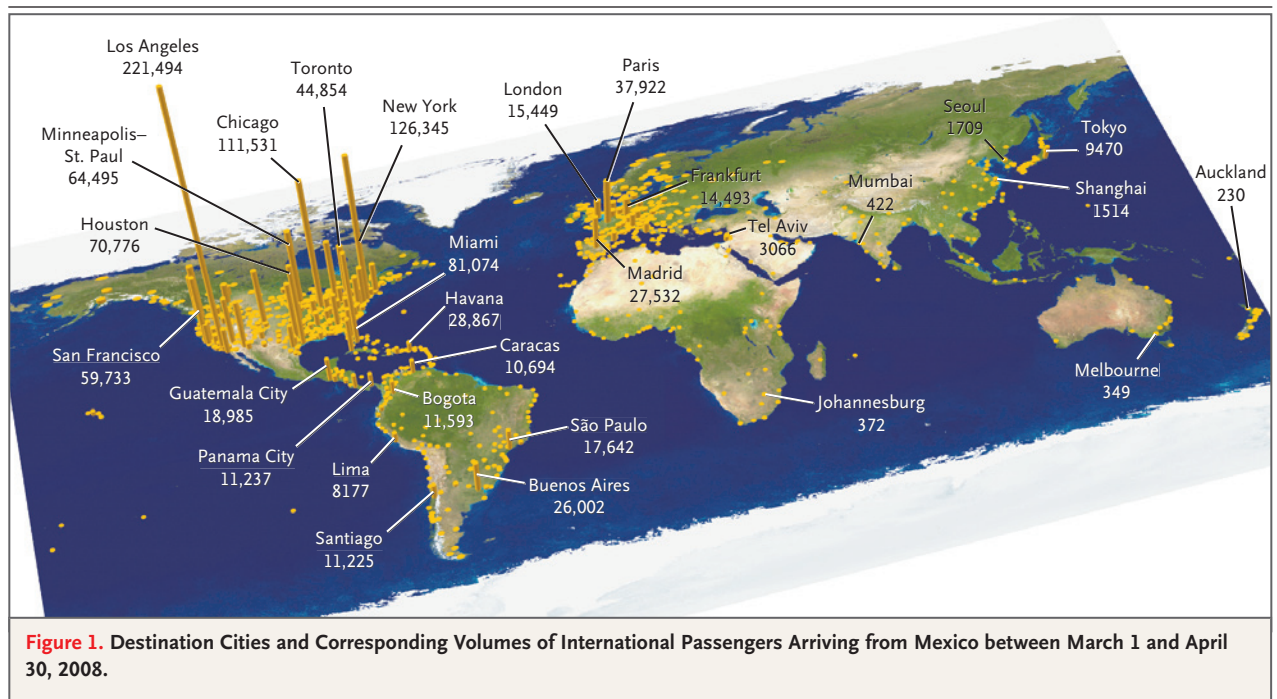 Los Angeles
221,494
Toronto
44,854
Paris
37,922
London
15,449
New York
126,345
Chicago
111,531
Minneapolis–
St. Paul
64,495
Seoul
1709
Tokyo
9470
Auckland
230
Frankfurt
14,493
Mumbai
422
Shanghai
1514
Houston
70,776
Miami
81,074
Tel Aviv
3066
Madrid
27,532
Havana
28,867
San Francisco
59,733
Caracas
10,694
Guatemala City
18,985
Bogota
11,593
Melbourne
349
Johannesburg
372
São Paulo
17,642
Panama City
11,237
Lima
8177
Buenos Aires
26,002
Santiago
11,225
Figure 1. Destination Cities and Corresponding Volumes of International Passengers Arriving from Mexico between March 1 and April
30, 2008.